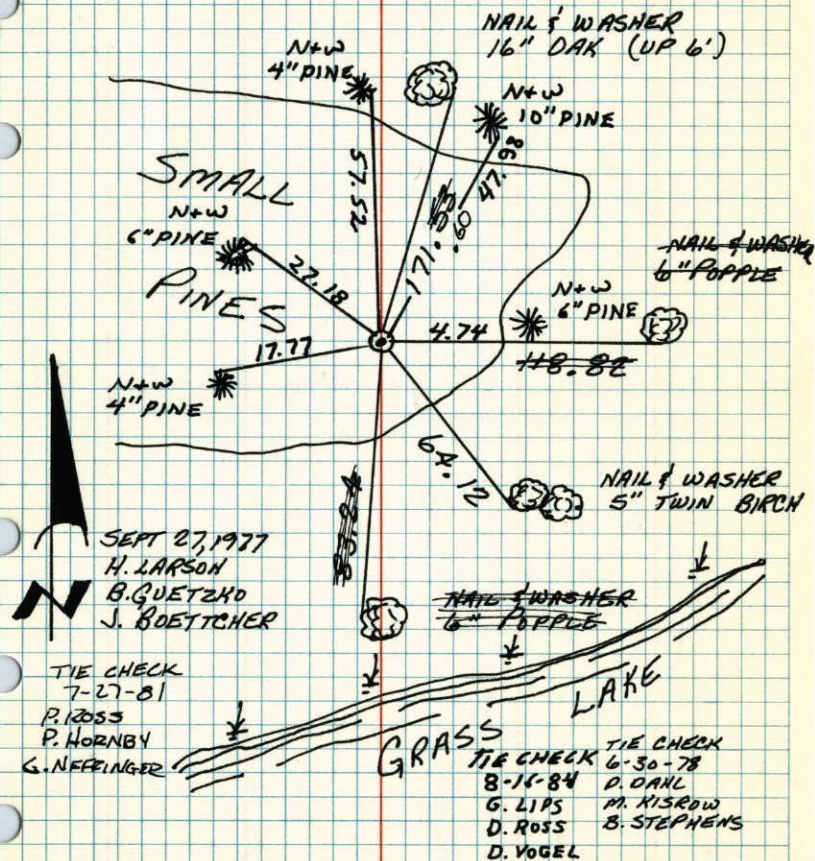 NAIL & WASHER
16" OAK (UP 6')
N+W
4" PINE
N+W
10" PINE
SMALL
PINES
57.52
171.53
.60
47.98
N+W
6" PINE
22.18
NAIL & WASHER
6" POPPLE
N+W
6" PINE
4.74
118.82
17.77
N+W
4" PINE
64.12
NAIL & WASHER
5" TWIN BIRCH
NAIL & WASHER
6" POPPLE
N
SEPT 27, 1977
H. LARSON
B. GUETZKO
J. BOETTCHER
TIE CHECK
7-27-81
P. ROSS
P. HORNBY
G. NEFFINGER
GRASS LAKE
TIE CHECK
8-16-84
G. LIPS
D. ROSS
D. VOGEL
TIE CHECK
6-30-78
D. DAHL
M. KISROW
B. STEPHENS